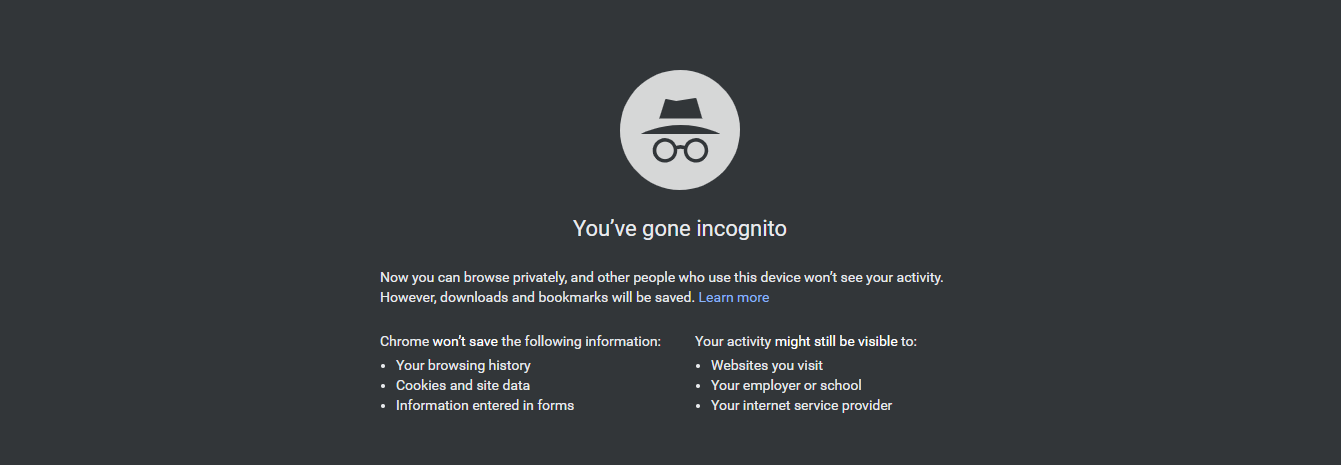 You’ve gone incognito
Now you can browse privately, and other people who use this device won’t see your activity.
However, downloads and bookmarks will be saved. Learn more
Chrome won’t save the following information:
Your browsing history
Cookies and site data
Information entered in forms
Your activity might still be visible to:
Websites you visit
Your employer or school
Your internet service provider